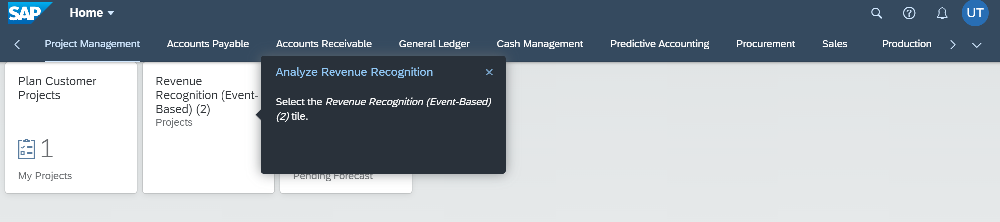 SAP
Home
UT
Project Management
Accounts Payable
Accounts Receivable
General Ledger
Cash Management
Predictive Accounting
Procurement
Sales
Production
Plan Customer
Projects
1
My Projects
Revenue
Recognition (Event-
Based) (2)
Projects
Analyze Revenue Recognition
Select the Revenue Recognition (Event-Based)
(2) tile.
Pending Forecast